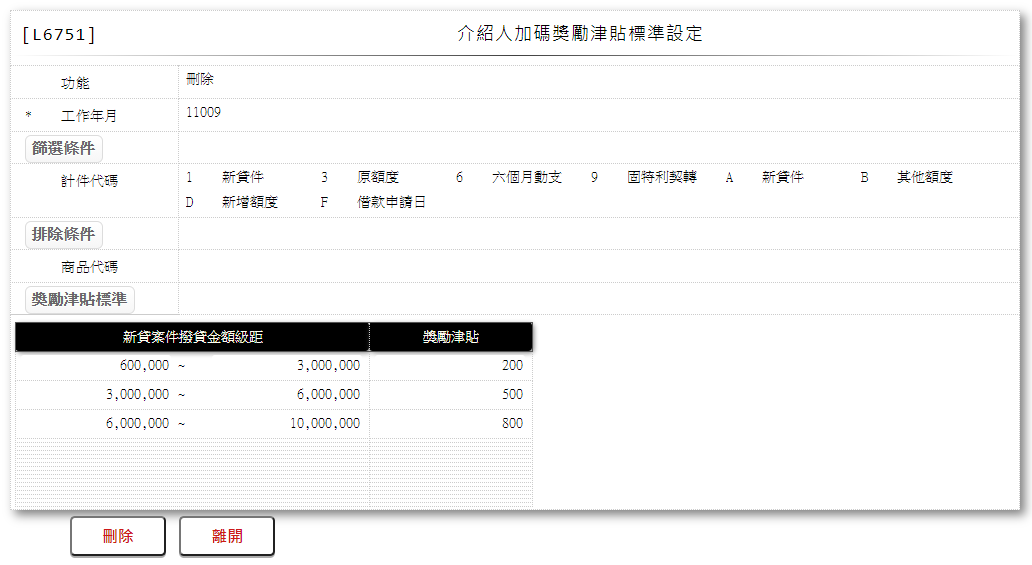 [L6751] 介紹人加碼獎勵津貼標準設定
功能 刪除
* 工作年月 11009
篩選條件
計件代碼 1 新貸件 3 原額度 6 六個月動支 9 固特利契轉 A 新貸件 B 其他額度
D 新增額度 F 借款申請日
排除條件
商品代碼
獎勵津貼標準
新貸案件撥貸金額級距 獎勵津貼
600,000 ~ 3,000,000 200
3,000,000 ~ 6,000,000 500
6,000,000 ~ 10,000,000 800
刪除 離開